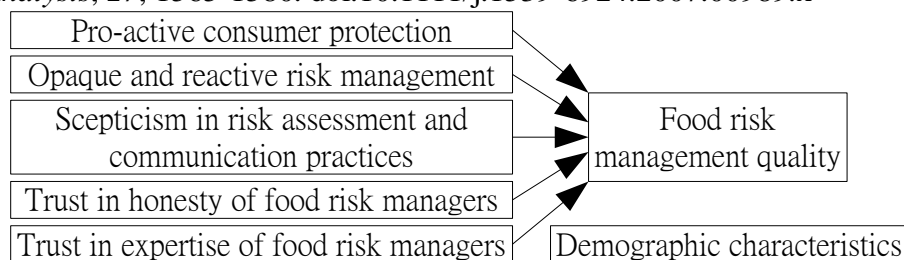 Pro-active consumer protection
Opaque and reactive risk management
Scepticism in risk assessment and
communication practices
Food risk
management quality
Trust in honesty of food risk managers
Trust in expertise of food risk managers
Demographic characteristics